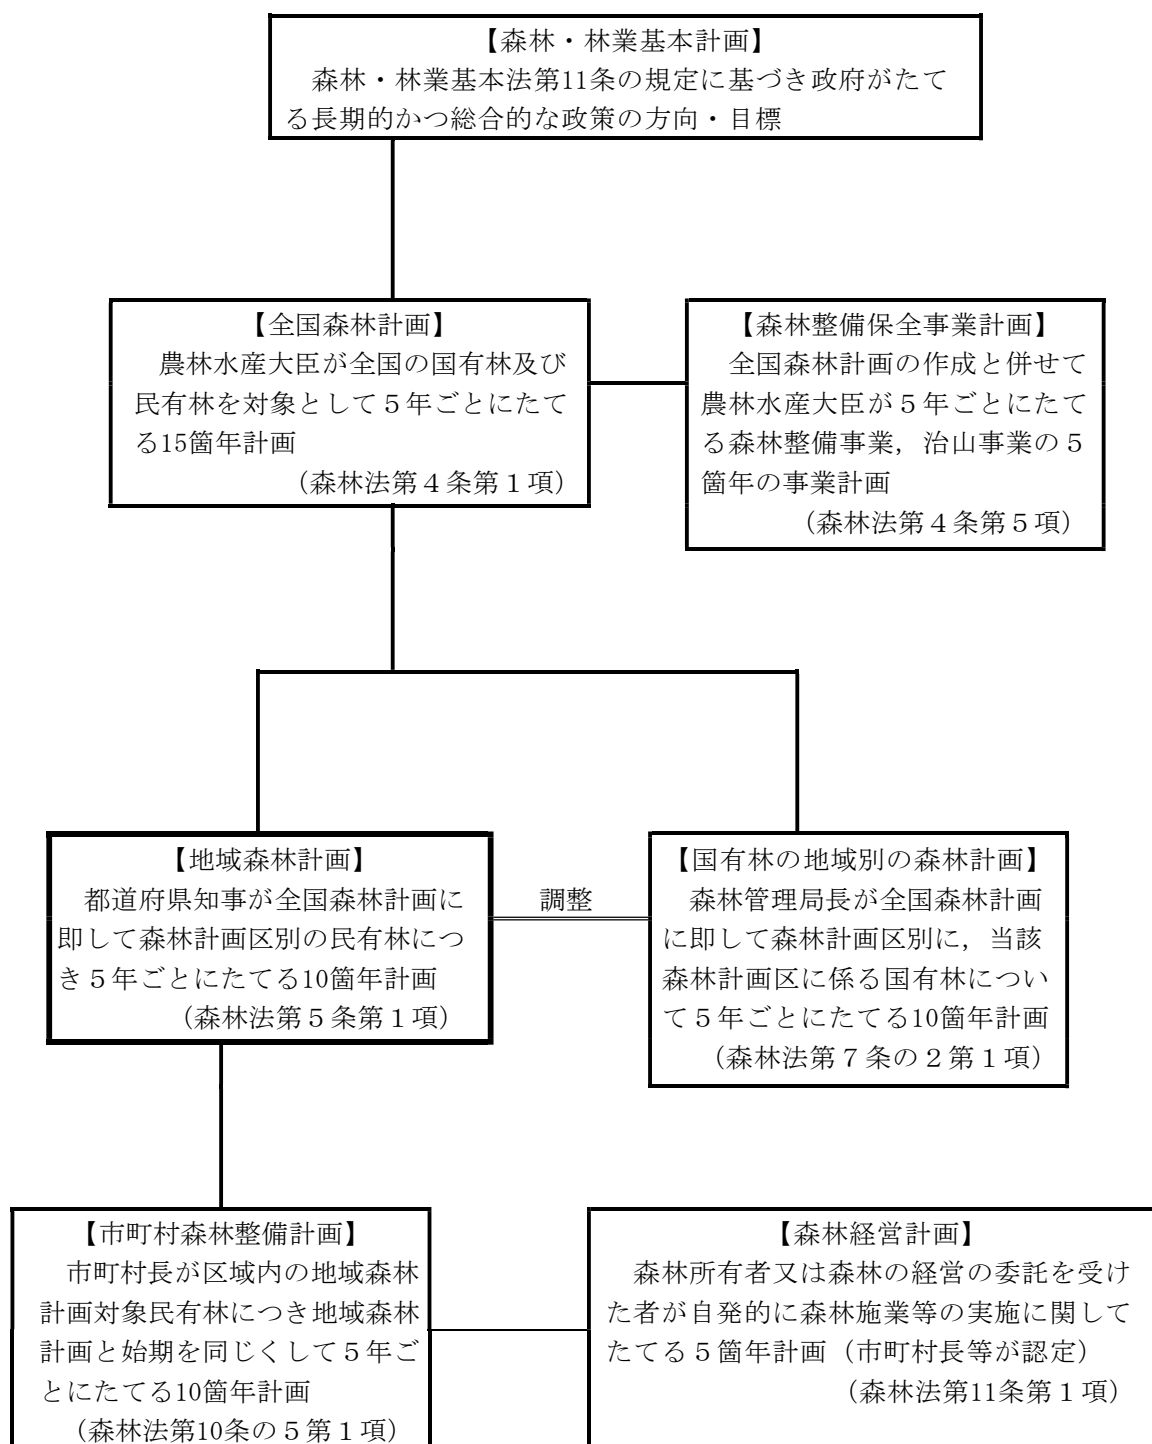 【森林・林業基本計画】
森林・林業基本法第11条の規定に基づき政府がたて
る長期的かつ総合的な政策の方向・目標
【全国森林計画】
農林水産大臣が全国の国有林及び
民有林を対象として５年ごとにたて
る15箇年計画
（森林法第４条第１項）
【森林整備保全事業計画】
全国森林計画の作成と併せて
農林水産大臣が５年ごとにたて
る森林整備事業，治山事業の５
箇年の事業計画
（森林法第４条第５項）
【地域森林計画】
都道府県知事が全国森林計画に
即して森林計画区別の民有林につ
き５年ごとにたてる10箇年計画
（森林法第５条第１項）
調整
【国有林の地域別の森林計画】
森林管理局長が全国森林計画
に即して森林計画区別に，当該
森林計画区に係る国有林につい
て５年ごとにたてる10箇年計画
（森林法第７条の２第１項）
【市町村森林整備計画】
市町村長が区域内の地域森林
計画対象民有林につき地域森林
計画と始期を同じくして５年ご
とにたてる10箇年計画
（森林法第10条の５第１項）
【森林経営計画】
森林所有者又は森林の経営の委託を受け
た者が自発的に森林施業等の実施に関して
たてる５箇年計画（市町村長等が認定）
（森林法第11条第１項）